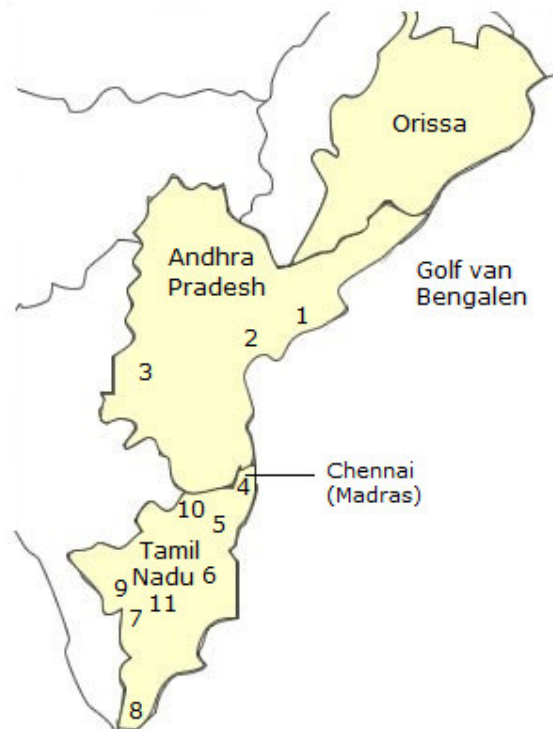 Orissa
Andhra
Pradesh
Golf van
Bengalen
1
2
3
Chennai
(Madras)
4
10
5
Tamil
Nadu
6
9
11
7
8